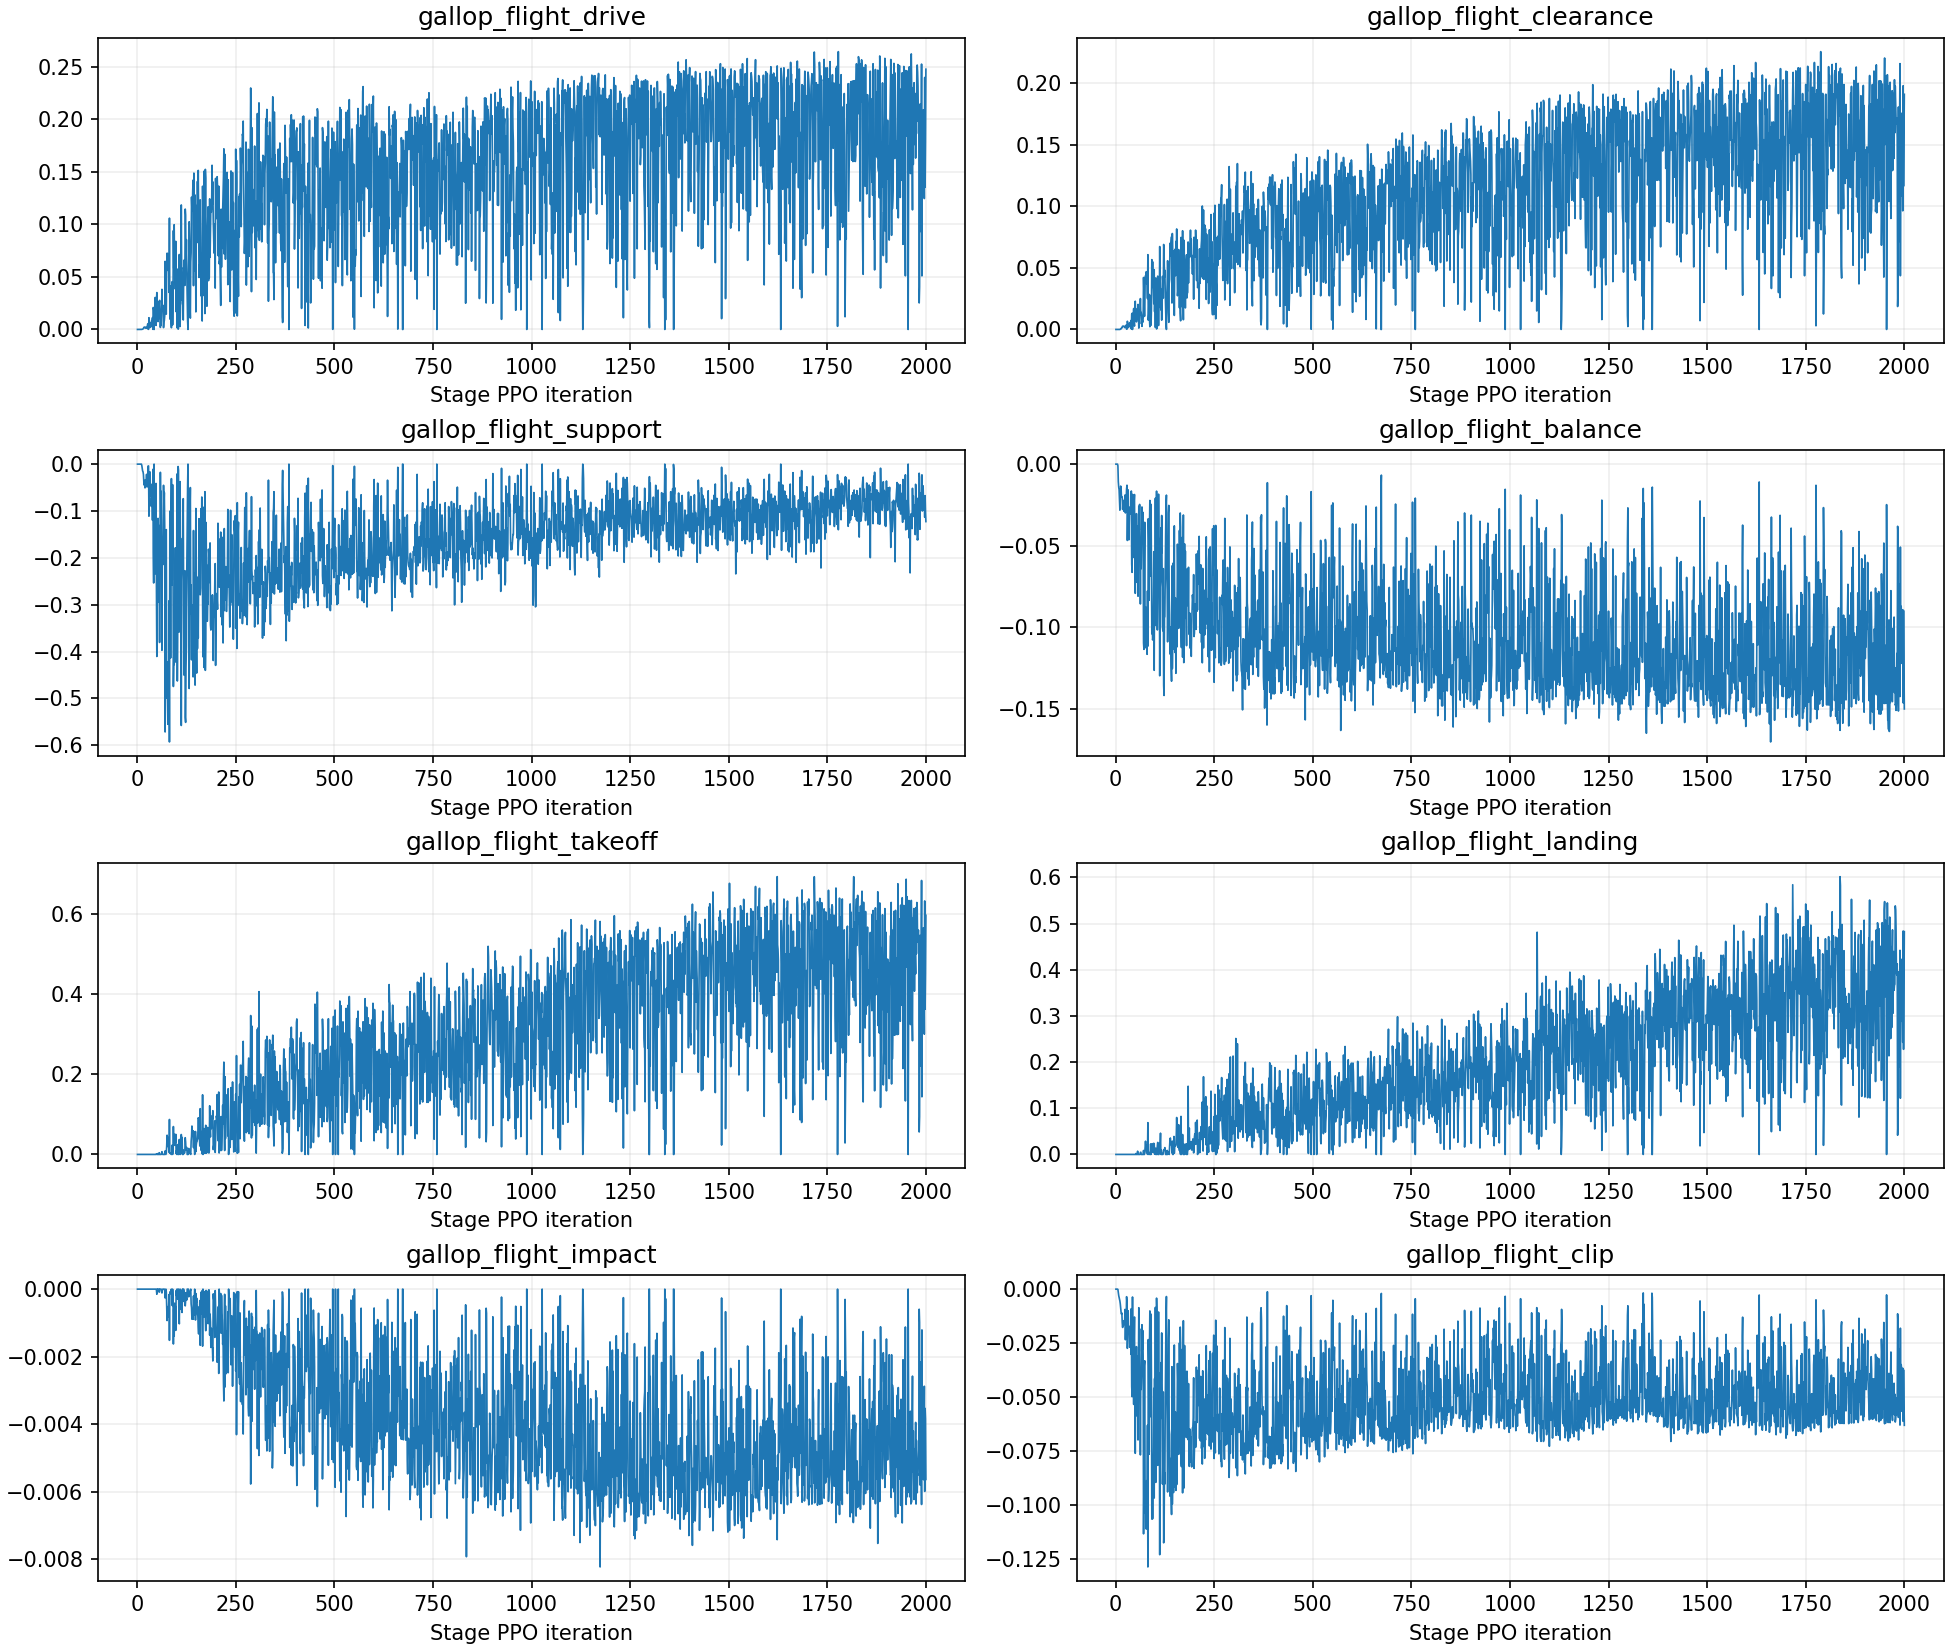 gallop_flight_drive
0.25
0.20
0.15
0.10
0.05
0.00
0 250 500 750 1000 1250 1500 1750 2000
Stage PPO iteration
gallop_flight_clearance
0.20
0.15
0.10
0.05
0.00
0 250 500 750 1000 1250 1500 1750 2000
Stage PPO iteration
gallop_flight_support
0.0
−0.1
−0.2
−0.3
−0.4
−0.5
−0.6
0 250 500 750 1000 1250 1500 1750 2000
Stage PPO iteration
gallop_flight_balance
0.00
−0.05
−0.10
−0.15
0 250 500 750 1000 1250 1500 1750 2000
Stage PPO iteration
gallop_flight_takeoff
0.6
0.4
0.2
0.0
0 250 500 750 1000 1250 1500 1750 2000
Stage PPO iteration
gallop_flight_landing
0.6
0.5
0.4
0.3
0.2
0.1
0.0
0 250 500 750 1000 1250 1500 1750 2000
Stage PPO iteration
gallop_flight_impact
0.000
−0.002
−0.004
−0.006
−0.008
0 250 500 750 1000 1250 1500 1750 2000
Stage PPO iteration
gallop_flight_clip
0.000
−0.025
−0.050
−0.075
−0.100
−0.125
0 250 500 750 1000 1250 1500 1750 2000
Stage PPO iteration